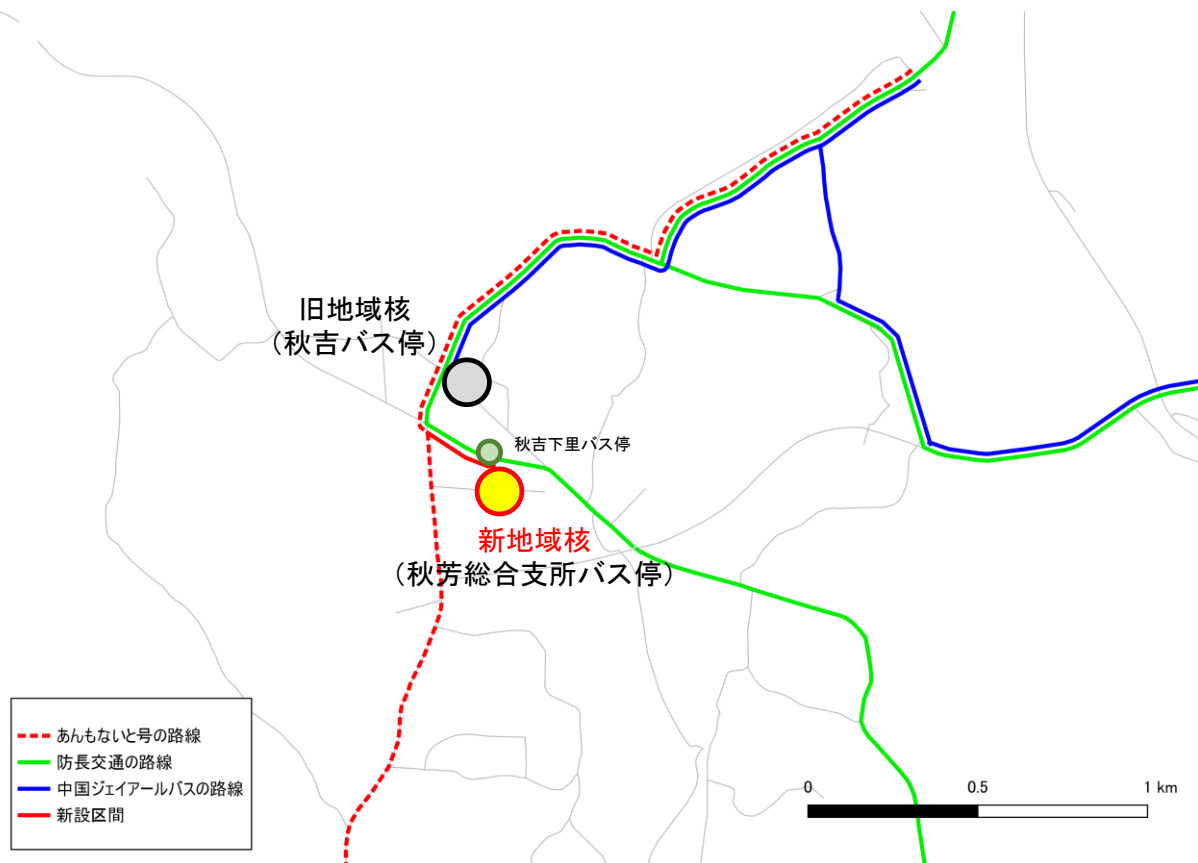 旧地域核
（秋吉バス停）
秋吉下里バス停
新地域核
（秋芳総合支所バス停）
あんもないと号の路線
防長交通の路線
中国ジェイアールバスの路線
新設区間
0 0.5 1 km